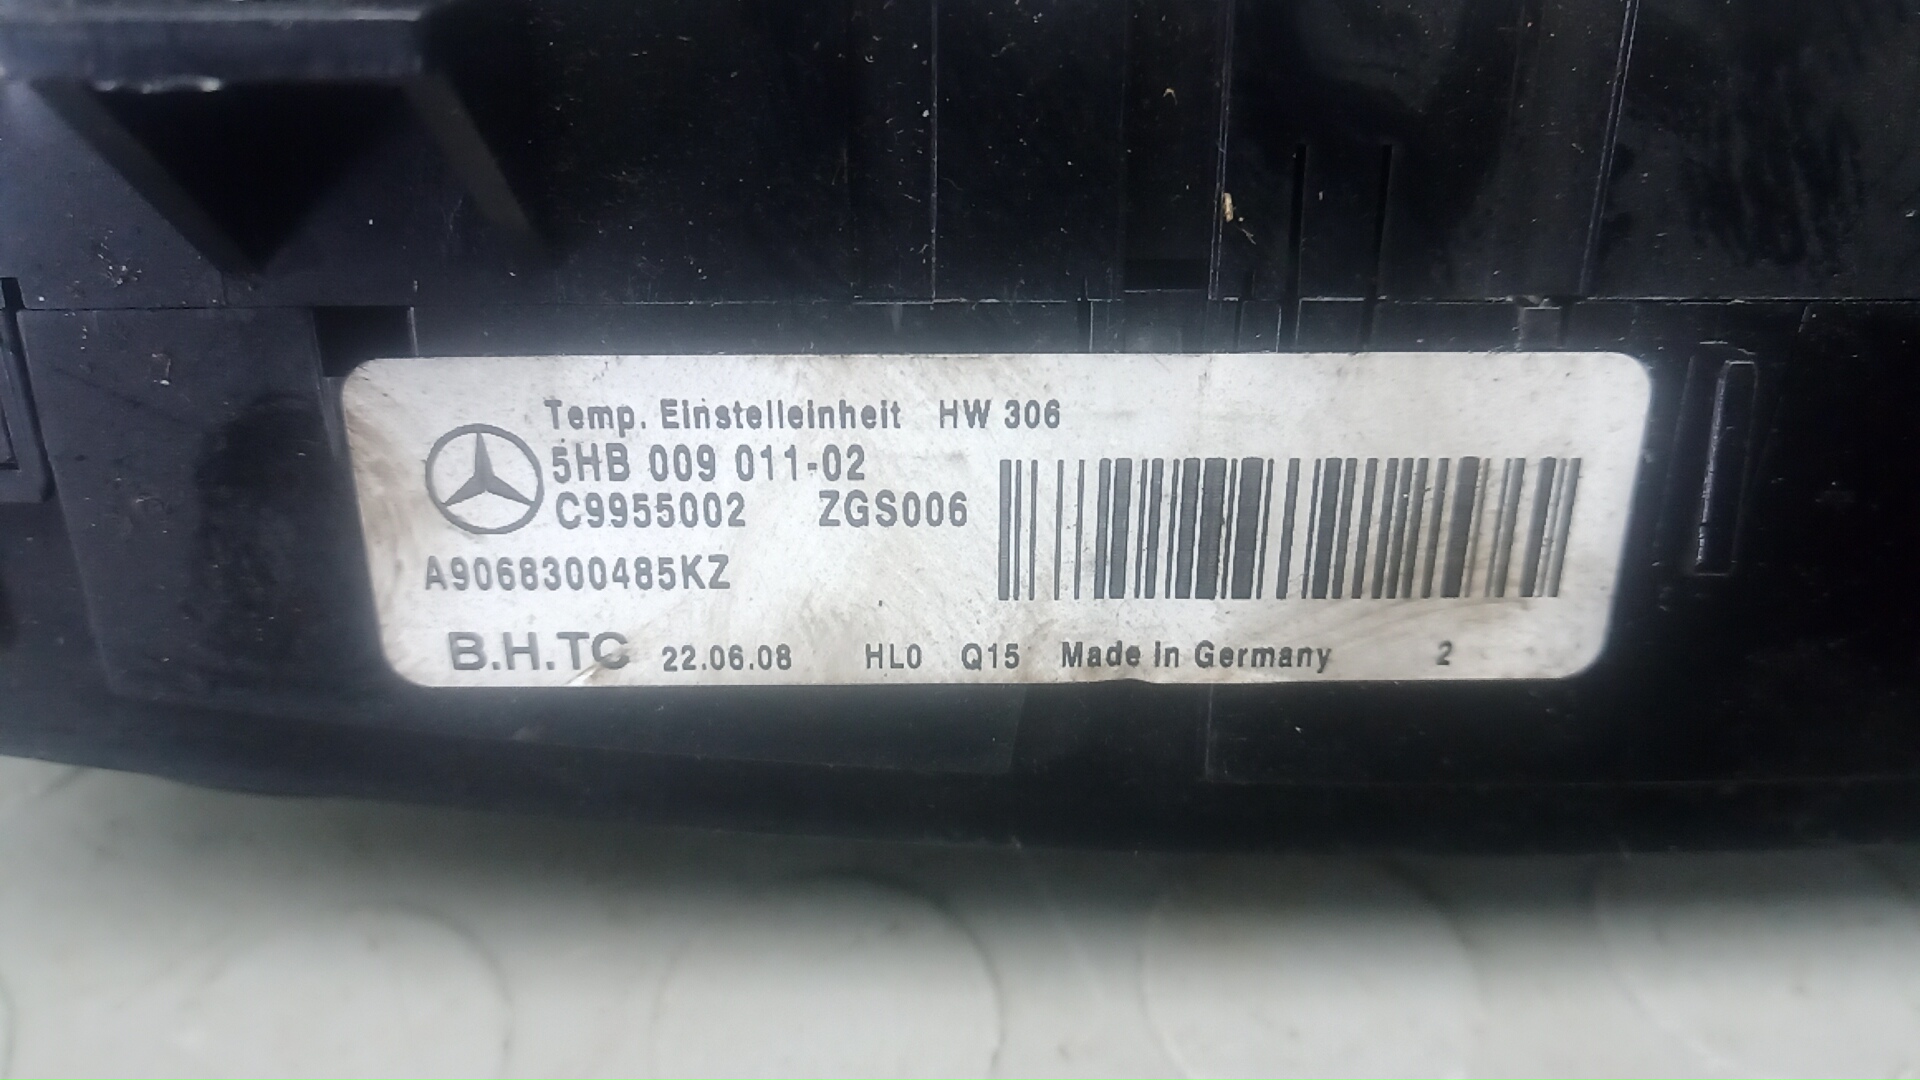 Temp. Einstelleinheit HW 306
5HB 009 011-02
C9955002 ZGS006
A9068300485KZ
B.H.TC 22.06.08 HL0 Q15 Made in Germany 2